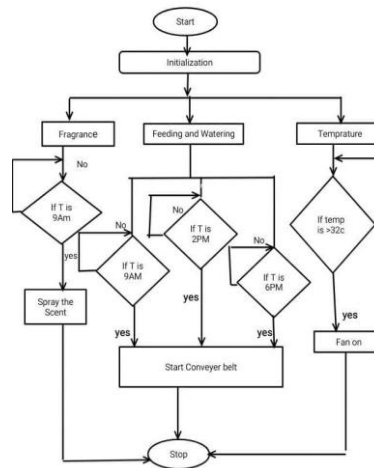 Start
Initialization
Fragrance
Feeding and Watering
Temprature
No
If T is
9Am
yes
Spray the
Scent
No
If T is
9AM
yes
No
If T is
2PM
yes
No
If T is
6PM
yes
If temp
is >32c
yes
Fan on
Start Conveyer belt
Stop